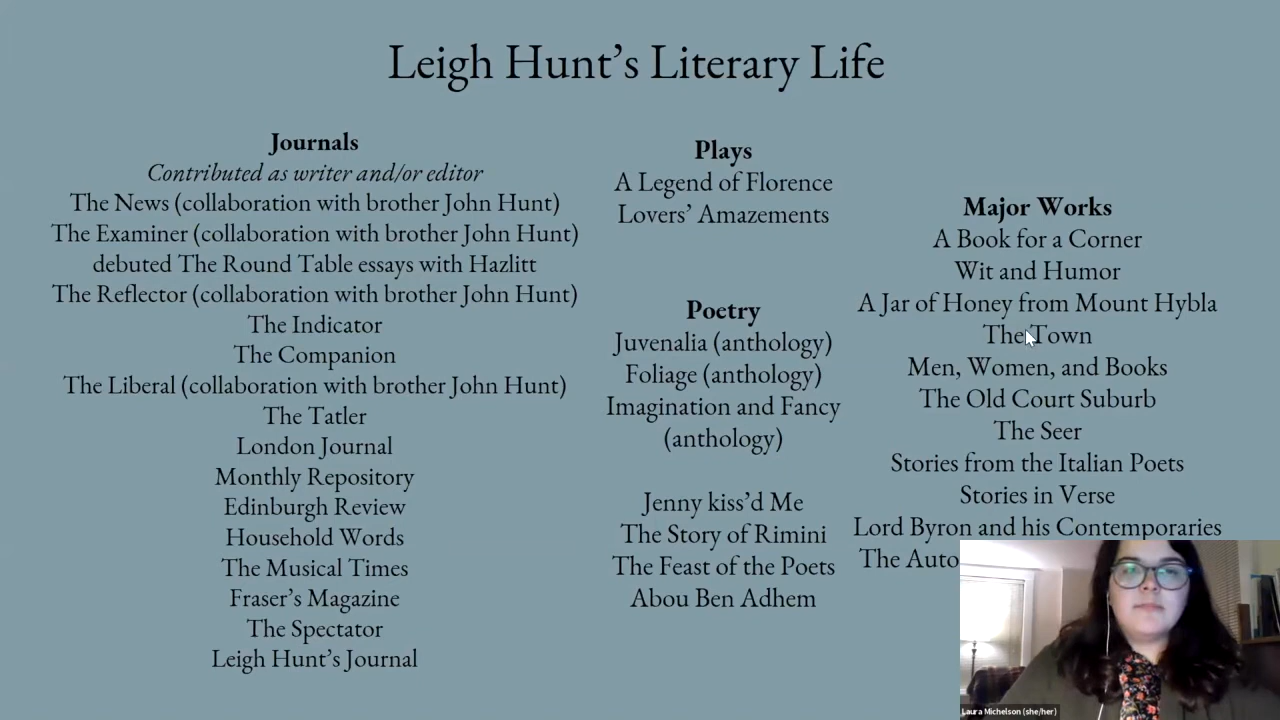 Leigh Hunt’s Literary Life
Journals
Contributed as writer and/or editor
The News (collaboration with brother John Hunt)
The Examiner (collaboration with brother John Hunt)
debuted The Round Table essays with Hazlitt
The Reflector (collaboration with brother John Hunt)
The Indicator
The Companion
The Liberal (collaboration with brother John Hunt)
The Tatler
London Journal
Monthly Repository
Edinburgh Review
Household Words
The Musical Times
Fraser’s Magazine
The Spectator
Leigh Hunt’s Journal
Plays
A Legend of Florence
Lovers’ Amazements
Poetry
Juvenalia (anthology)
Foliage (anthology)
Imagination and Fancy
(anthology)
Jenny kiss’d Me
The Story of Rimini
The Feast of the Poets
Abou Ben Adhem
Major Works
A Book for a Corner
Wit and Humor
A Jar of Honey from Mount Hybla
The Town
Men, Women, and Books
The Old Court Suburb
The Seer
Stories from the Italian Poets
Stories in Verse
Lord Byron and his Contemporaries
The Auto
Laura Michelson (she/her)